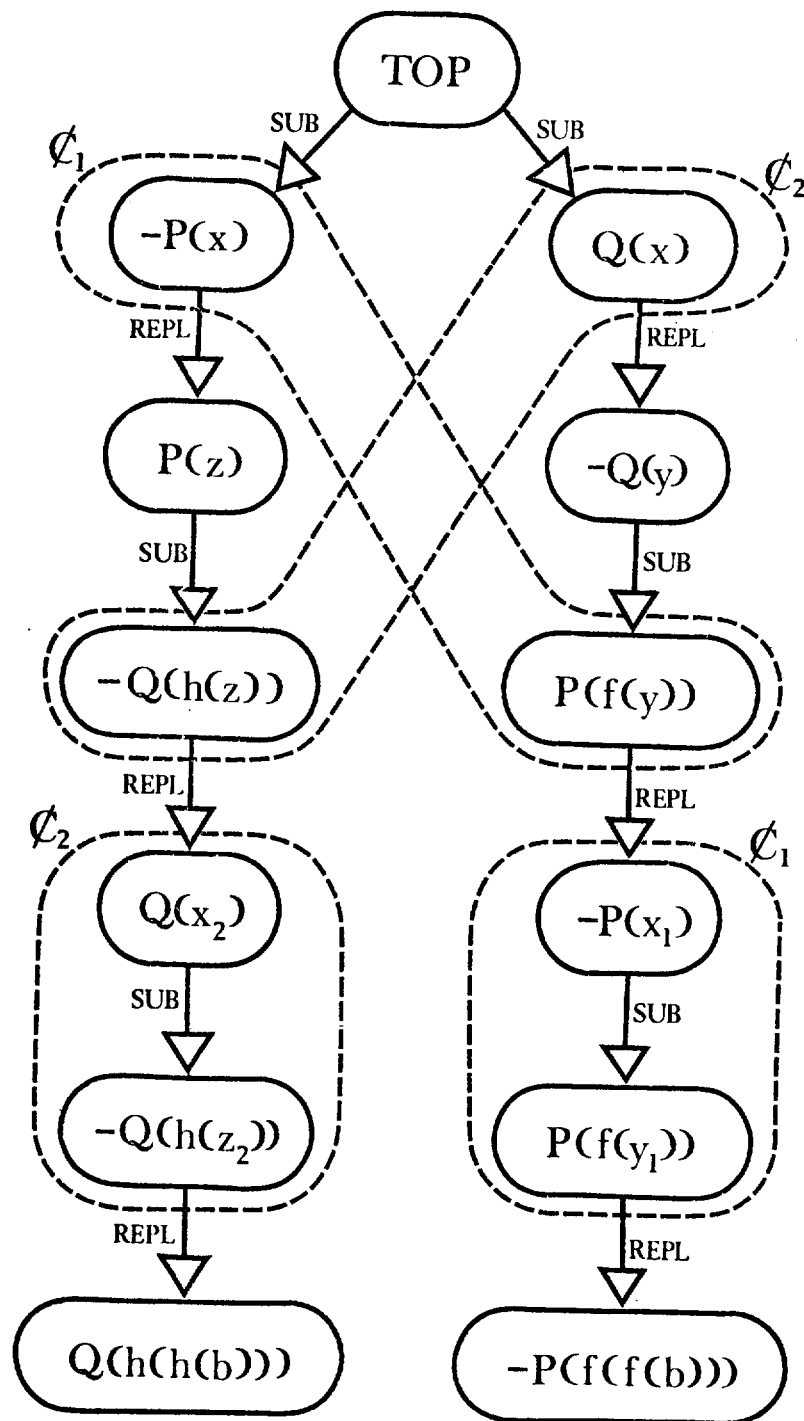 TOP
SUB SUB
₵₁ ₵₂
-P(x) Q(x)
REPL REPL
P(z) -Q(y)
SUB SUB
-Q(h(z)) P(f(y))
REPL REPL
₵₂ ₵₁
Q(x₂) -P(x₁)
SUB SUB
-Q(h(z₂)) P(f(y₁))
REPL REPL
Q(h(h(b))) -P(f(f(b)))